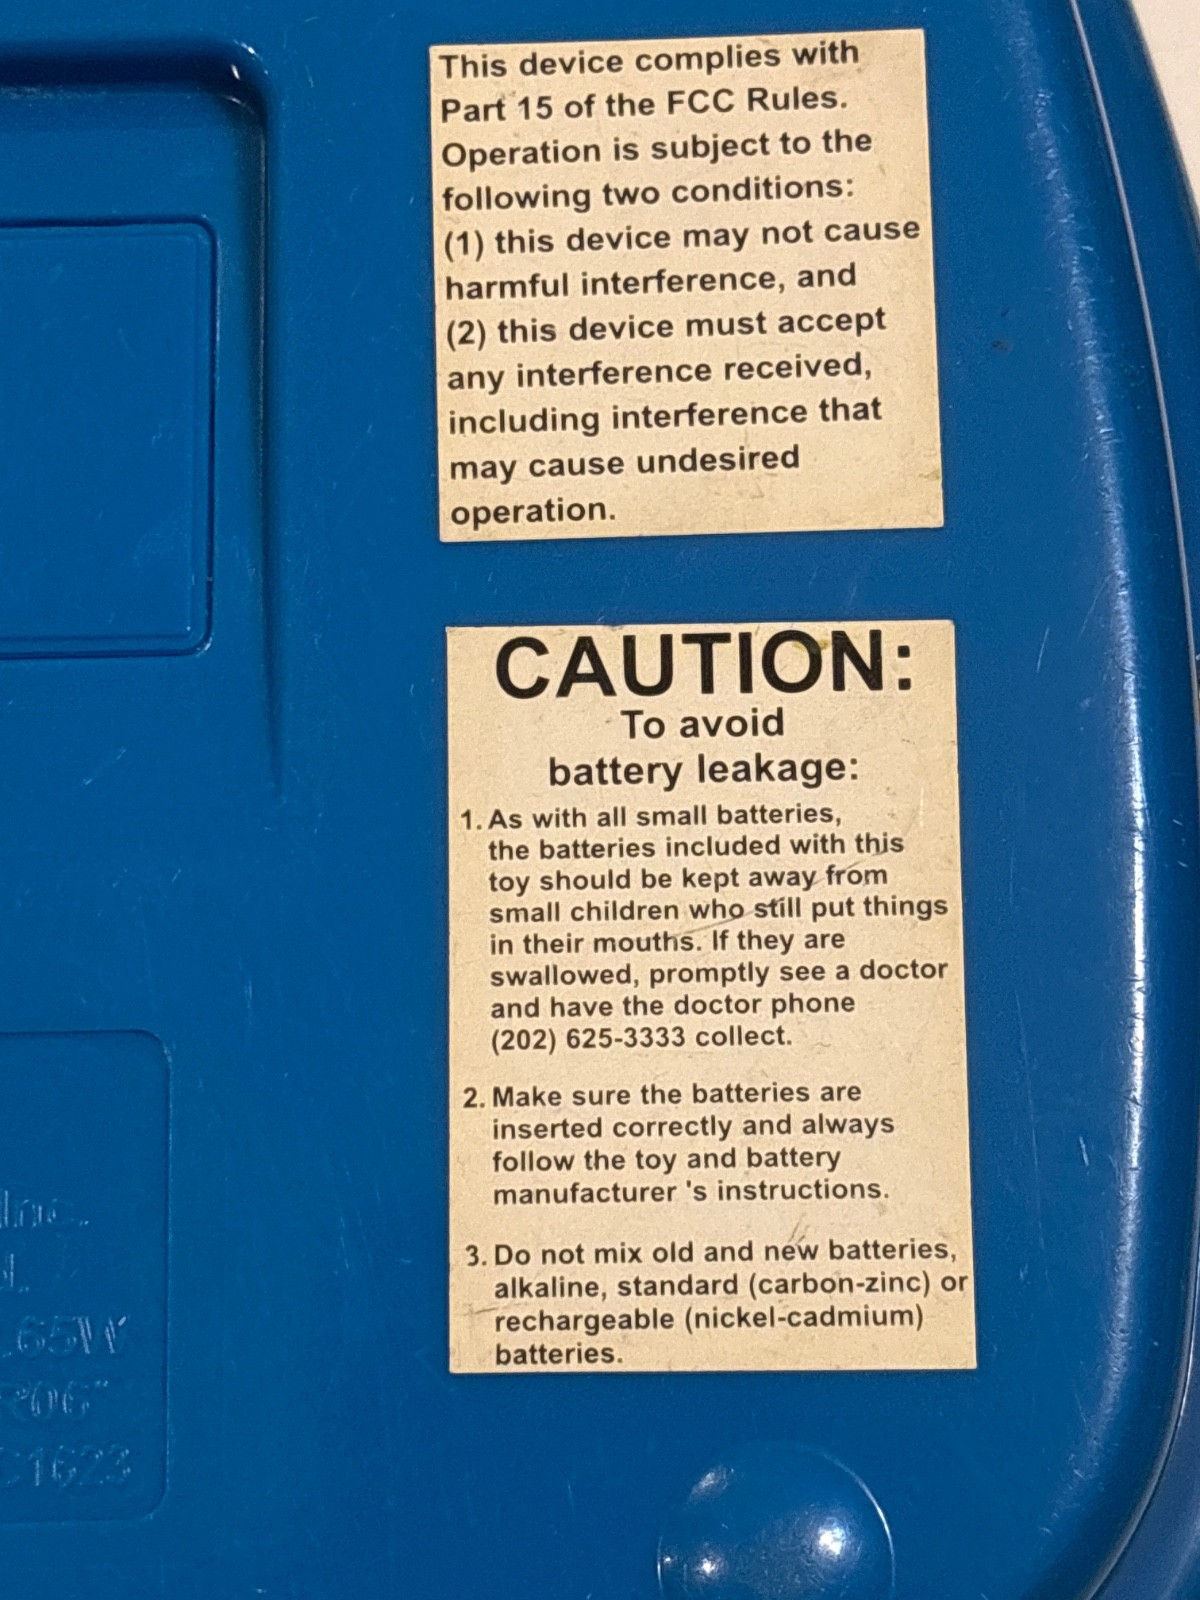 This device complies with
Part 15 of the FCC Rules.
Operation is subject to the
following two conditions:
(1) this device may not cause
harmful interference, and
(2) this device must accept
any interference received,
including interference that
may cause undesired
operation.
CAUTION:
To avoid
battery leakage:
1. As with all small batteries,
the batteries included with this
toy should be kept away from
small children who still put things
in their mouths. If they are
swallowed, promptly see a doctor
and have the doctor phone
(202) 625-3333 collect.
2. Make sure the batteries are
inserted correctly and always
follow the toy and battery
manufacturer 's instructions.
3. Do not mix old and new batteries,
alkaline, standard (carbon-zinc) or
rechargeable (nickel-cadmium)
batteries.
Inc.
.65W
R06"
C1623